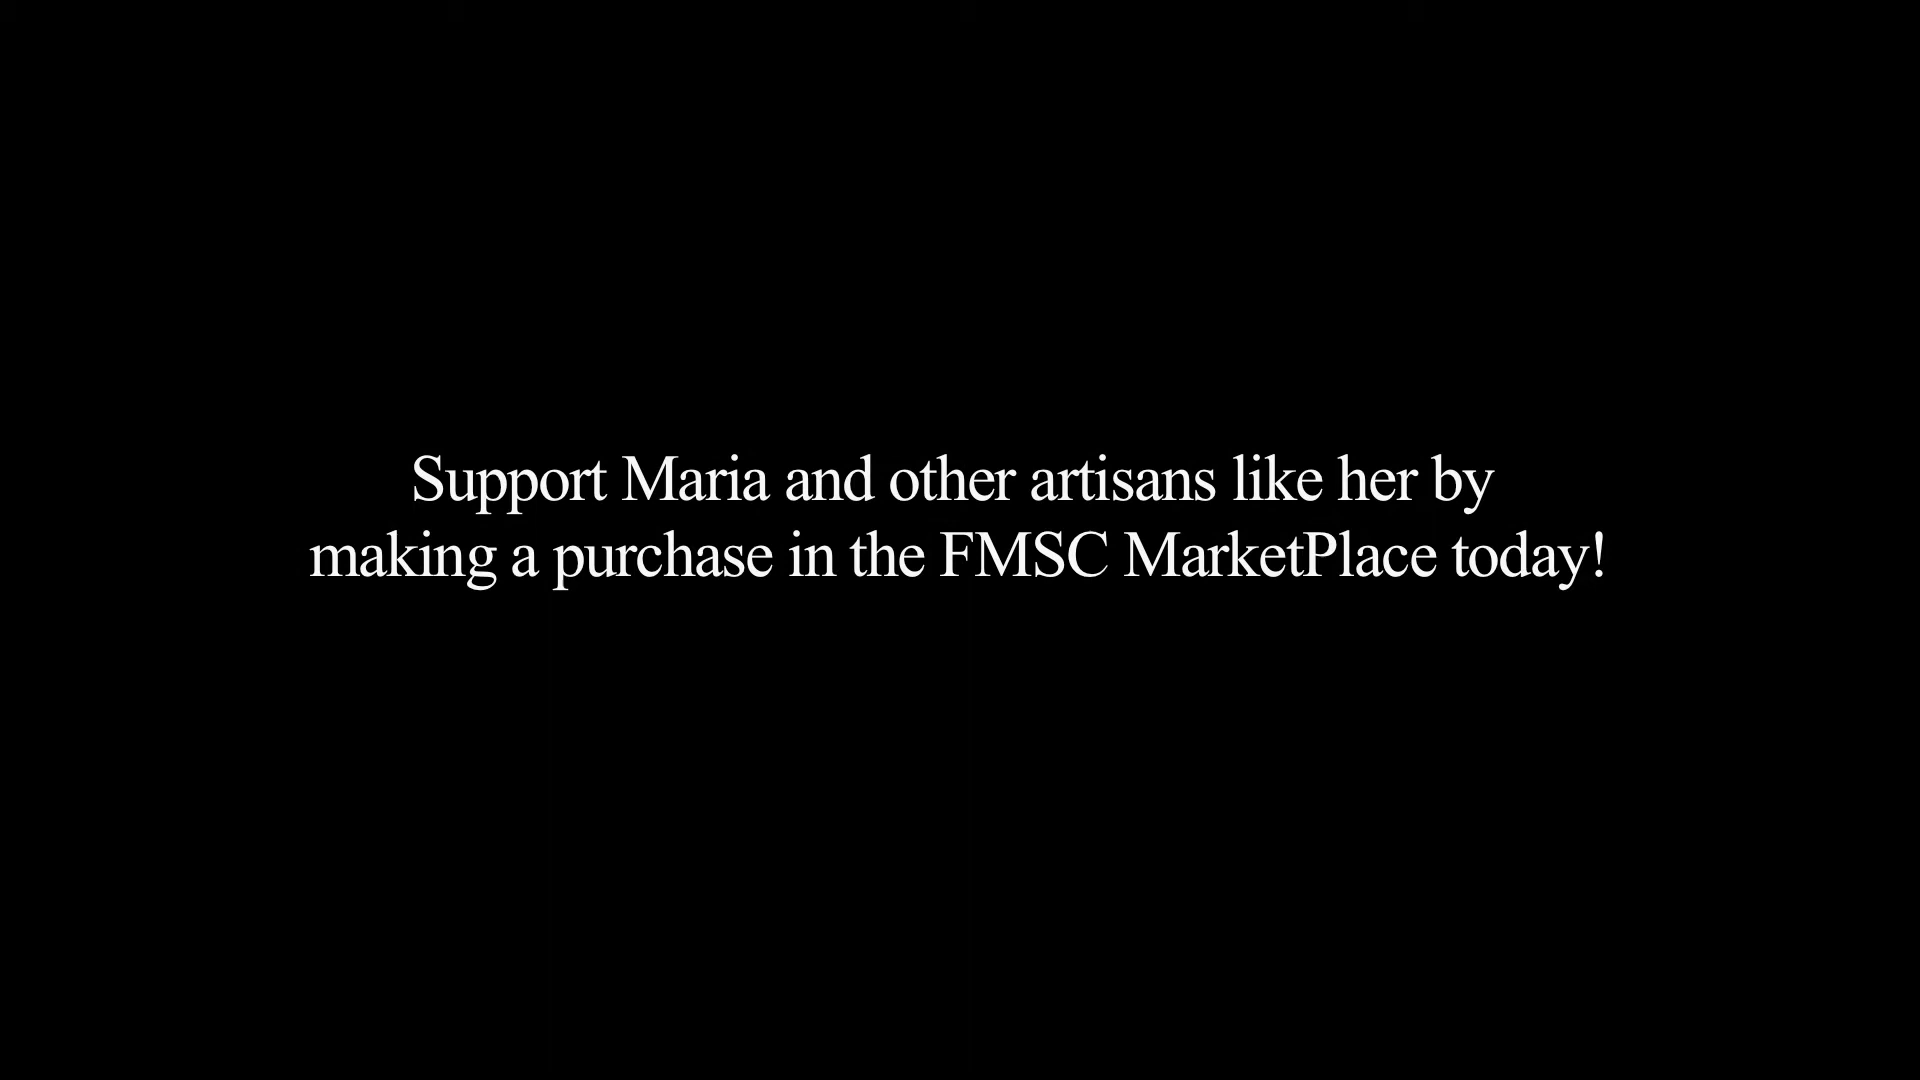 Support Maria and other artisans like her by
making a purchase in the FMSC MarketPlace today!